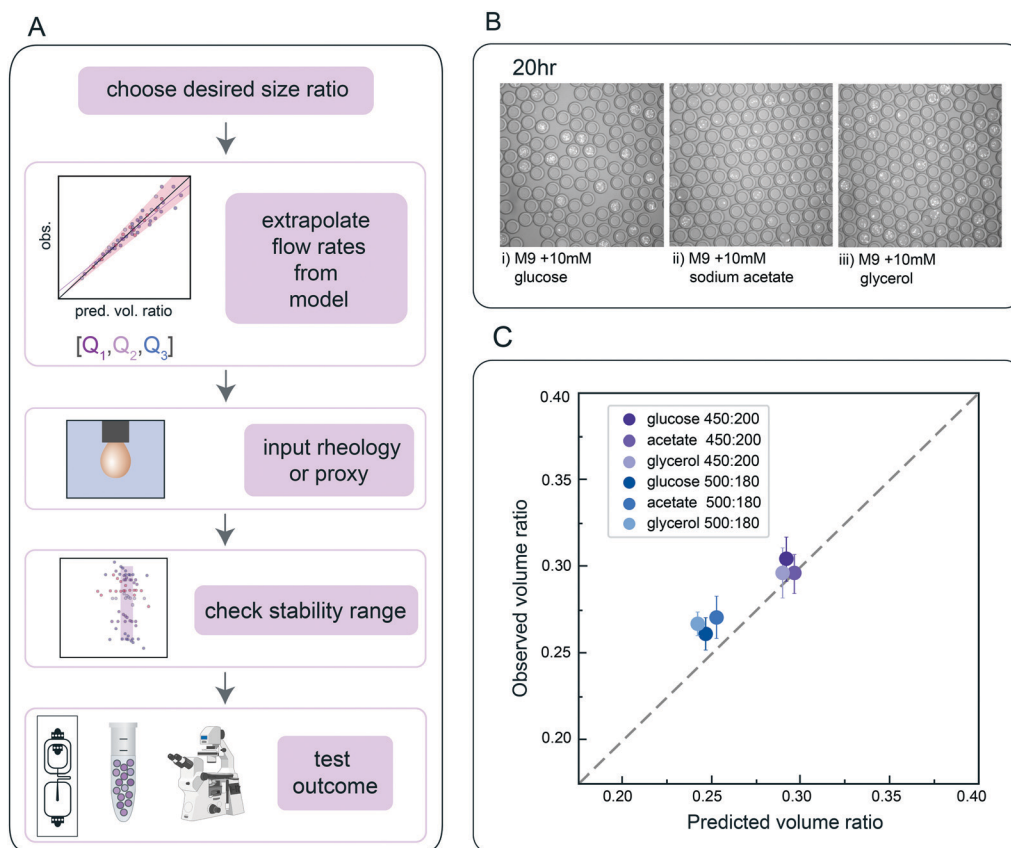 A
choose desired size ratio
obs.
pred. vol. ratio
[Q1,Q2,Q3]
extrapolate
flow rates
from
model
input rheology
or proxy
check stability range
test
outcome
B
20hr
i) M9 +10mM
glucose
ii) M9 +10mM
sodium acetate
iii) M9 +10mM
glycerol
C
Observed volume ratio
0.40
0.35
0.30
0.25
0.20
glucose 450:200
acetate 450:200
glycerol 450:200
glucose 500:180
acetate 500:180
glycerol 500:180
0.20
0.25
0.30
0.35
0.40
Predicted volume ratio